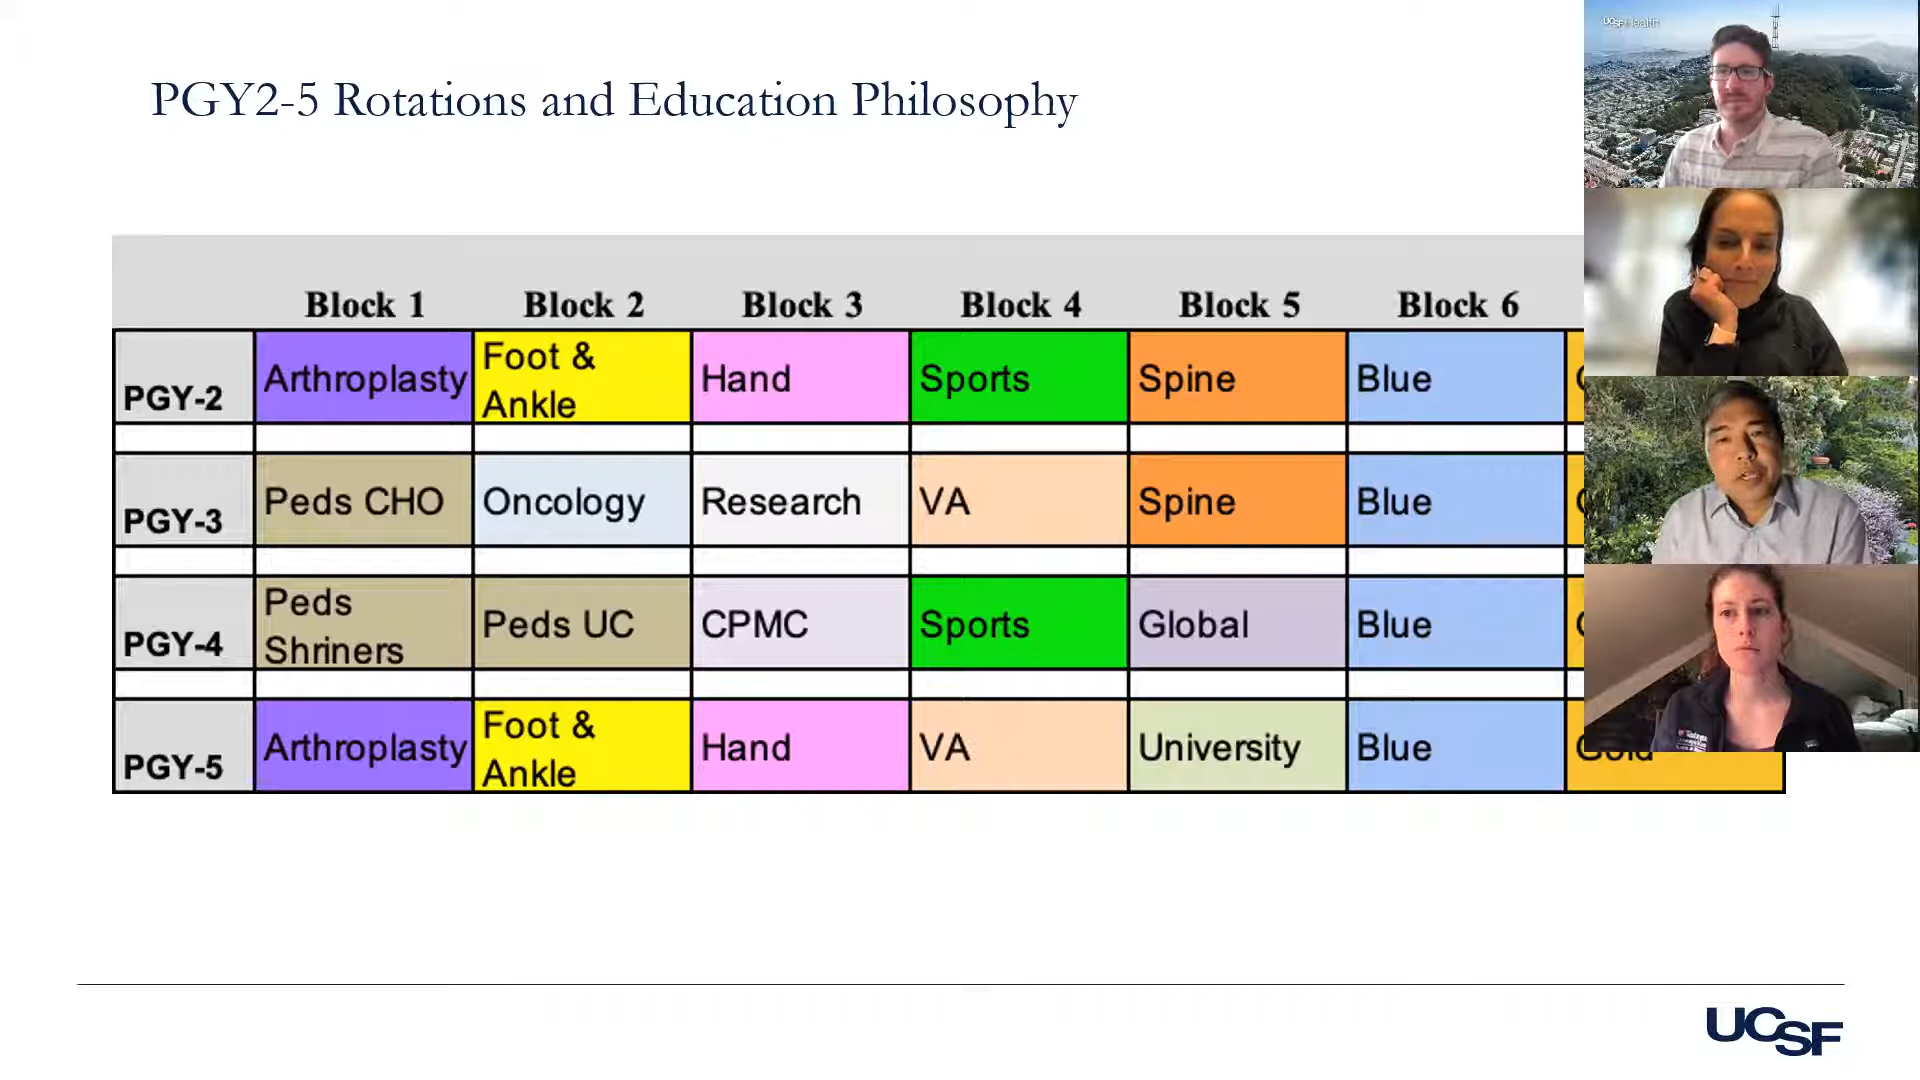 UCSF Health
PGY2-5 Rotations and Education Philosophy
Block 1 Block 2 Block 3 Block 4 Block 5 Block 6
PGY-2 Arthroplasty Foot & Ankle Hand Sports Spine Blue
PGY-3 Peds CHO Oncology Research VA Spine Blue
PGY-4 Peds Shriners Peds UC CPMC Sports Global Blue
PGY-5 Arthroplasty Foot & Ankle Hand VA University Blue Gold
UCSF